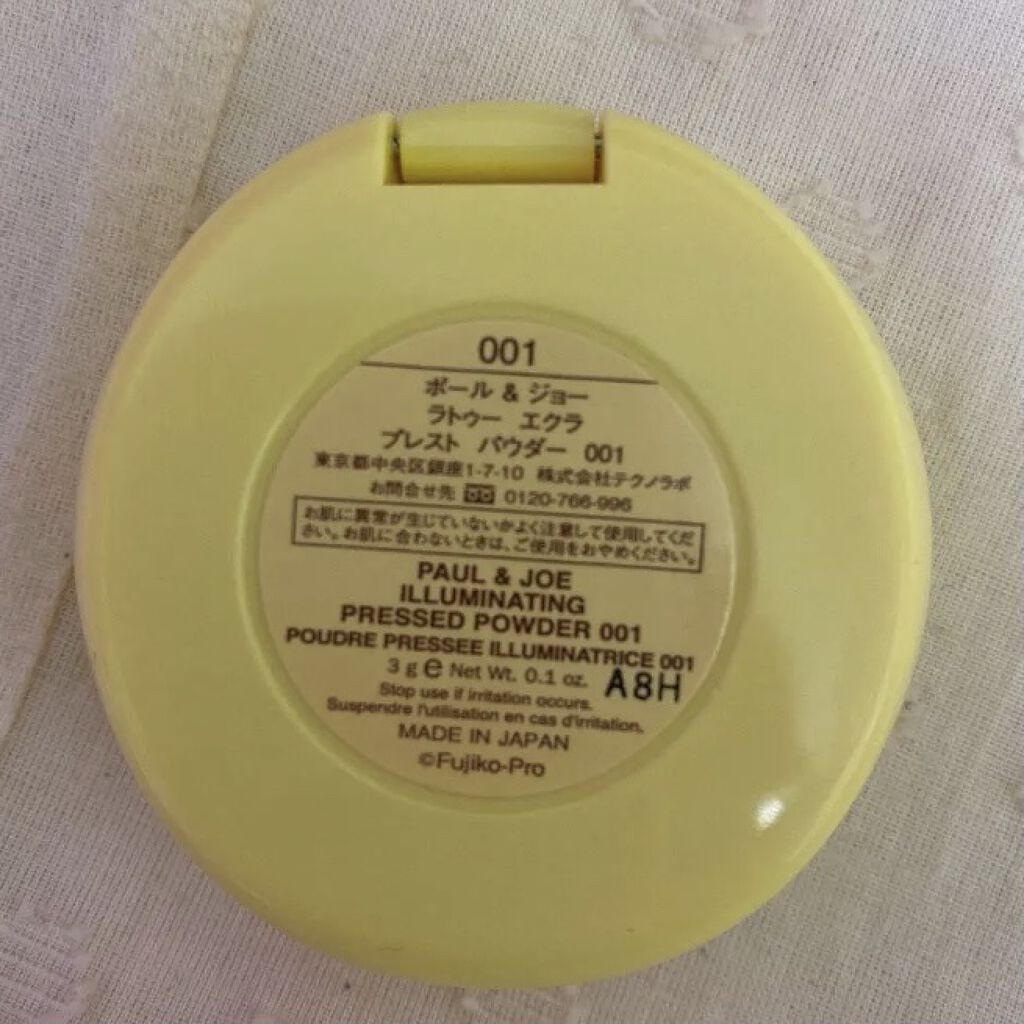 001
ポール & ジョー
ラトゥー エクラ
プレスト パウダー 001
東京都中央区銀座1-7-10 株式会社テクノラボ
お問合せ先 0120-766-996
お肌に異常が生じていないかよく注意して使用してくだ
さい。お肌に合わないときは、ご使用をおやめください。
PAUL & JOE
ILLUMINATING
PRESSED POWDER 001
POUDRE PRESSEE ILLUMINATRICE 001
3 g e Net Wt. 0.1 oz. A8H
Stop use if irritation occurs.
Suspendre l'utilisation en cas d'irritation.
MADE IN JAPAN
©Fujiko-Pro